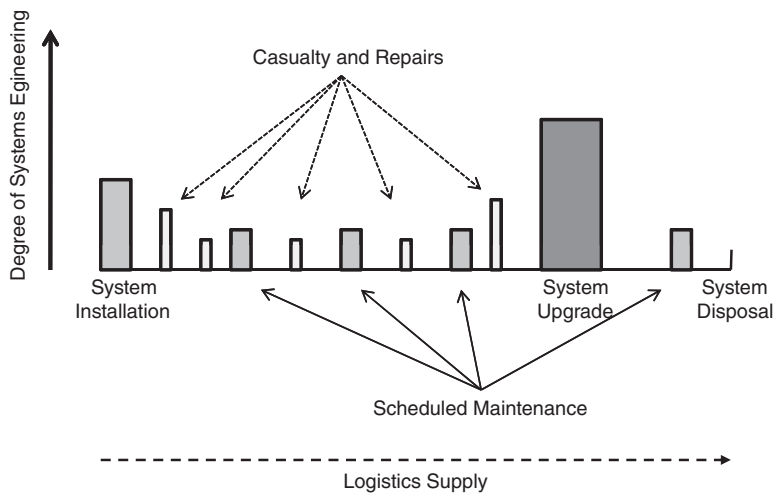 Degree of Systems Egineering
Casualty and Repairs
System
Installation
System
Upgrade
System
Disposal
Scheduled Maintenance
Logistics Supply